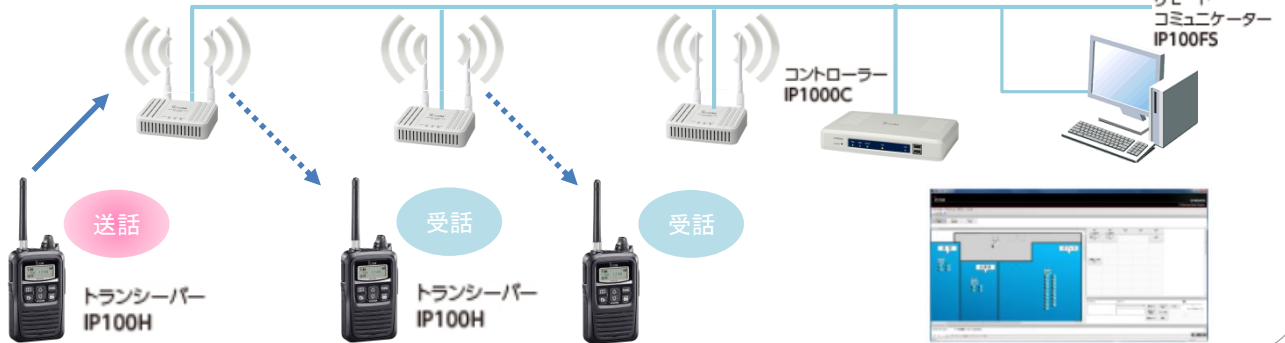 コミュニケーター
IP100FS
コントローラー
IP1000C
送話
受話
受話
トランシーバー
IP100H
トランシーバー
IP100H